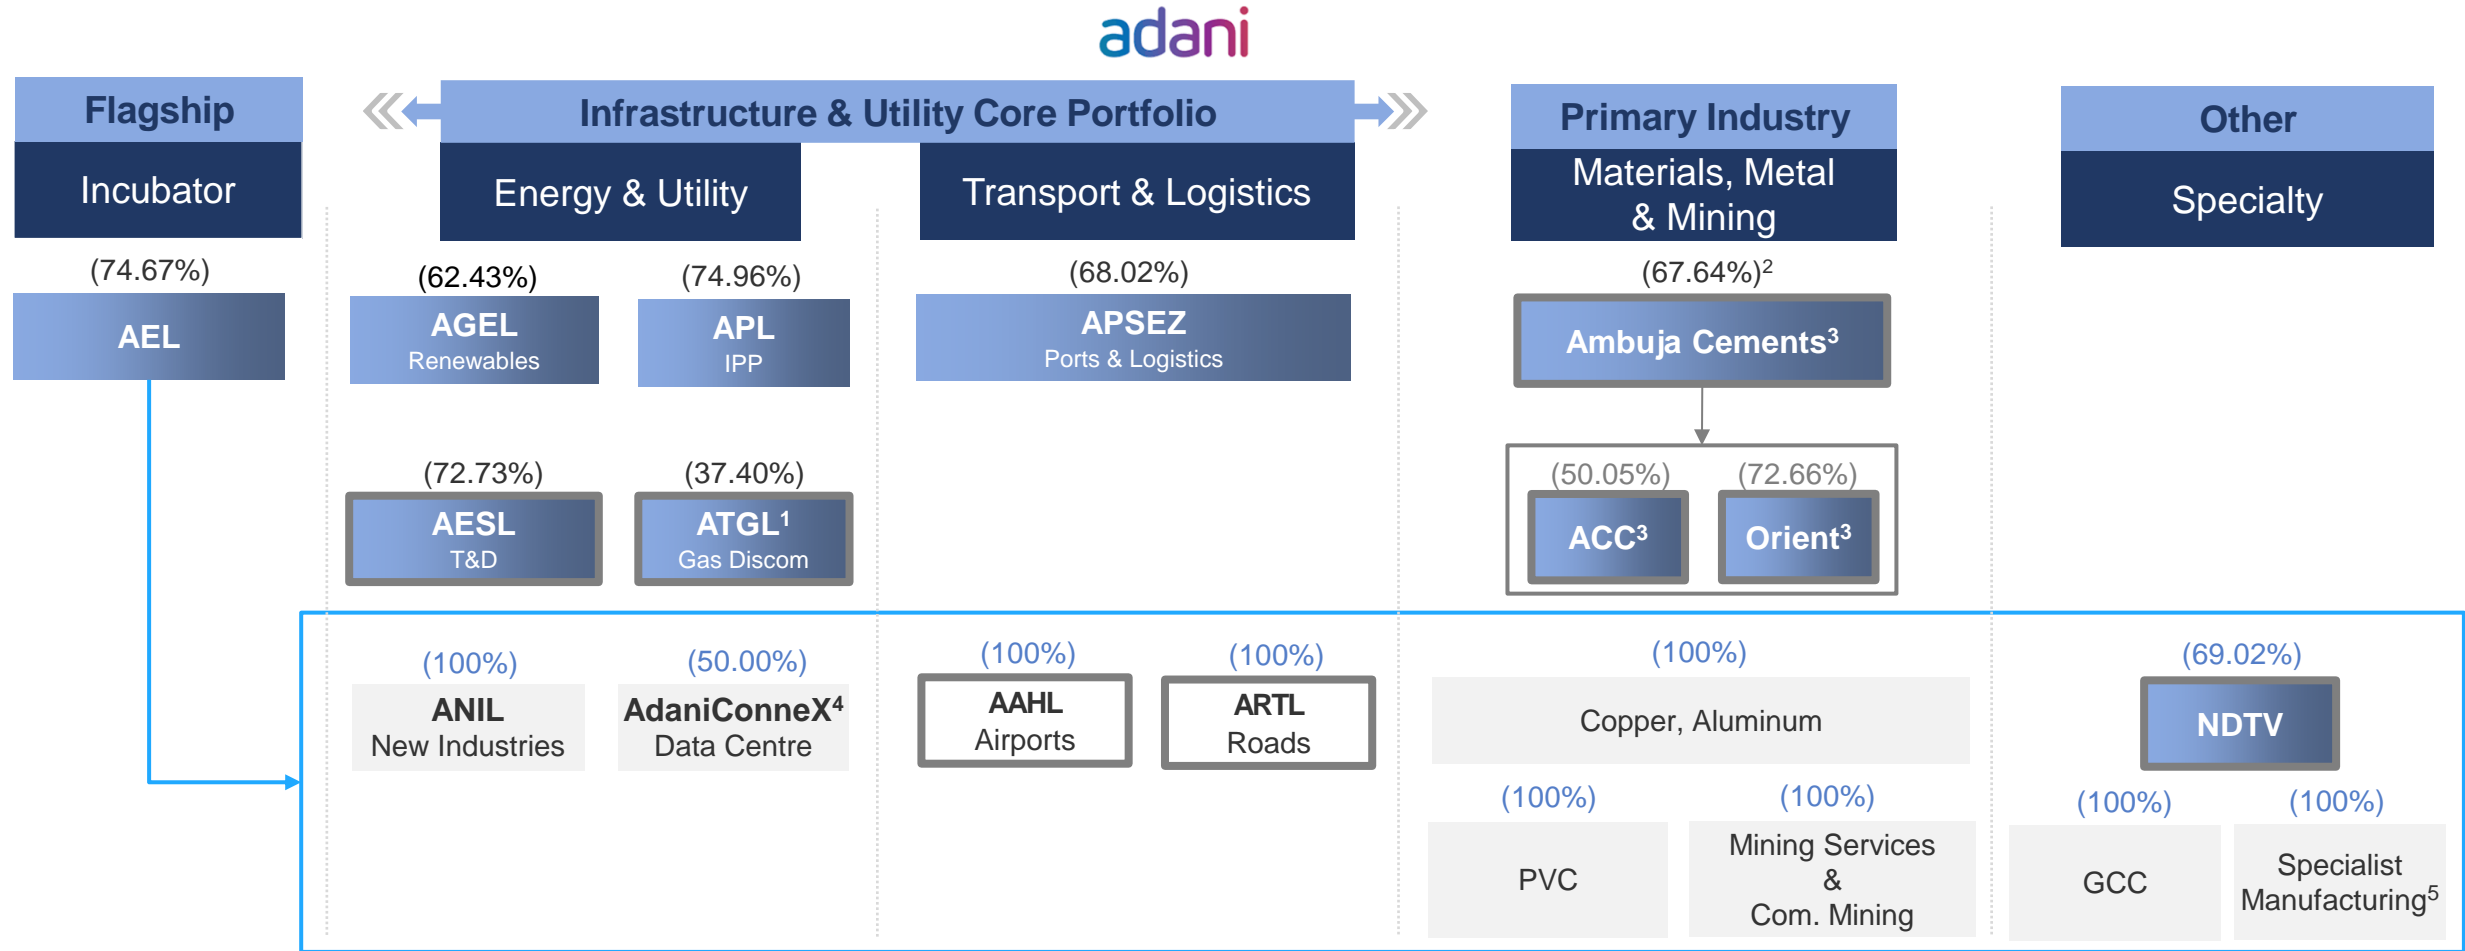 adani
Flagship
Incubator
(74.67%)
AEL
Infrastructure & Utility Core Portfolio
Energy & Utility
(62.43%)
AGEL
Renewables
(74.96%)
APL
IPP
(72.73%)
AESL
T&D
(37.40%)
ATGL¹
Gas Discom
Transport & Logistics
(68.02%)
APSEZ
Ports & Logistics
Primary Industry
Materials, Metal
& Mining
(67.64%)²
Ambuja Cements³
(50.05%)
ACC³
(72.66%)
Orient³
Other
Specialty
(100%)
ANIL
New Industries
(50.00%)
AdaniConneX⁴
Data Centre
(100%)
AAHL
Airports
(100%)
ARTL
Roads
(100%)
Copper, Aluminum
(100%)
PVC
(100%)
Mining Services
&
Com. Mining
(69.02%)
NDTV
(100%)
GCC
(100%)
Specialist
Manufacturing⁵